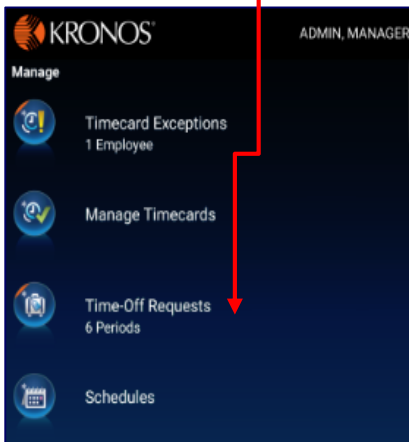 KRONOS
ADMIN, MANAGER
Manage
Timecard Exceptions
1 Employee
Manage Timecards
Time-Off Requests
6 Periods
Schedules